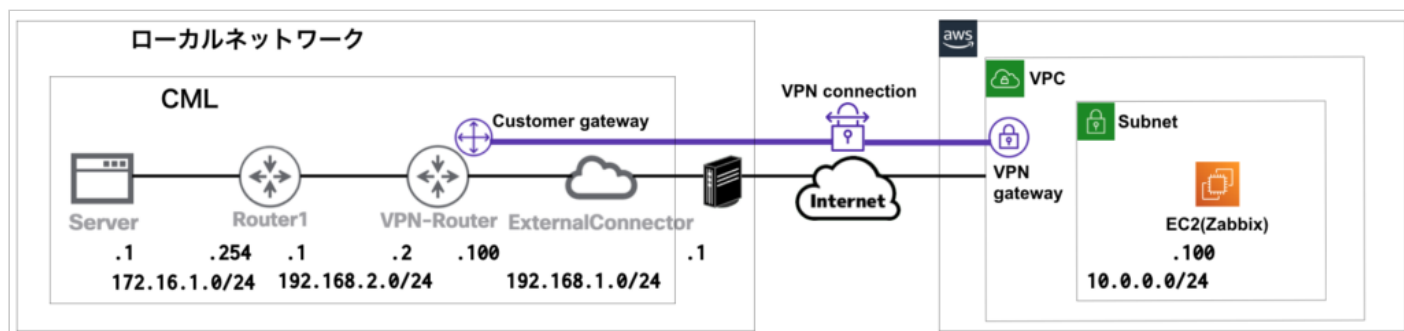 ローカルネットワーク
aws
VPC
CML
VPN connection
Customer gateway
Subnet
Internet
VPN
gateway
Server
Router1
VPN-Router
ExternalConnector
EC2(Zabbix)
.1
.254
.1
.2
.100
.1
.100
172.16.1.0/24
192.168.2.0/24
192.168.1.0/24
10.0.0.0/24